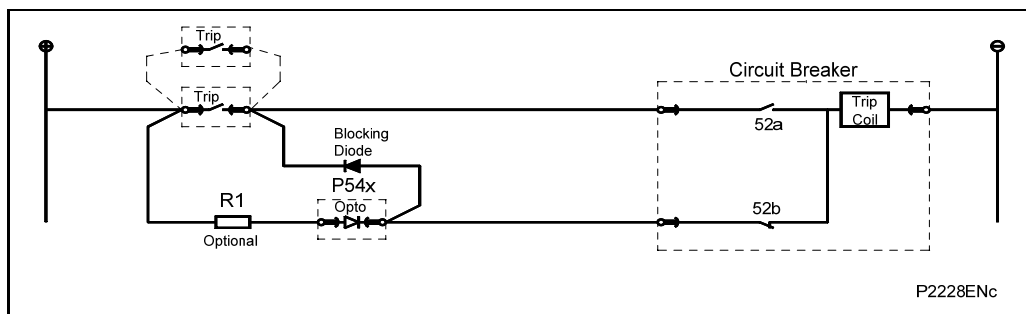 Trip
Circuit Breaker
Trip
Trip
Coil
52a
Blocking
Diode
P54x
R1
Opto
52b
Optional
P2228ENc